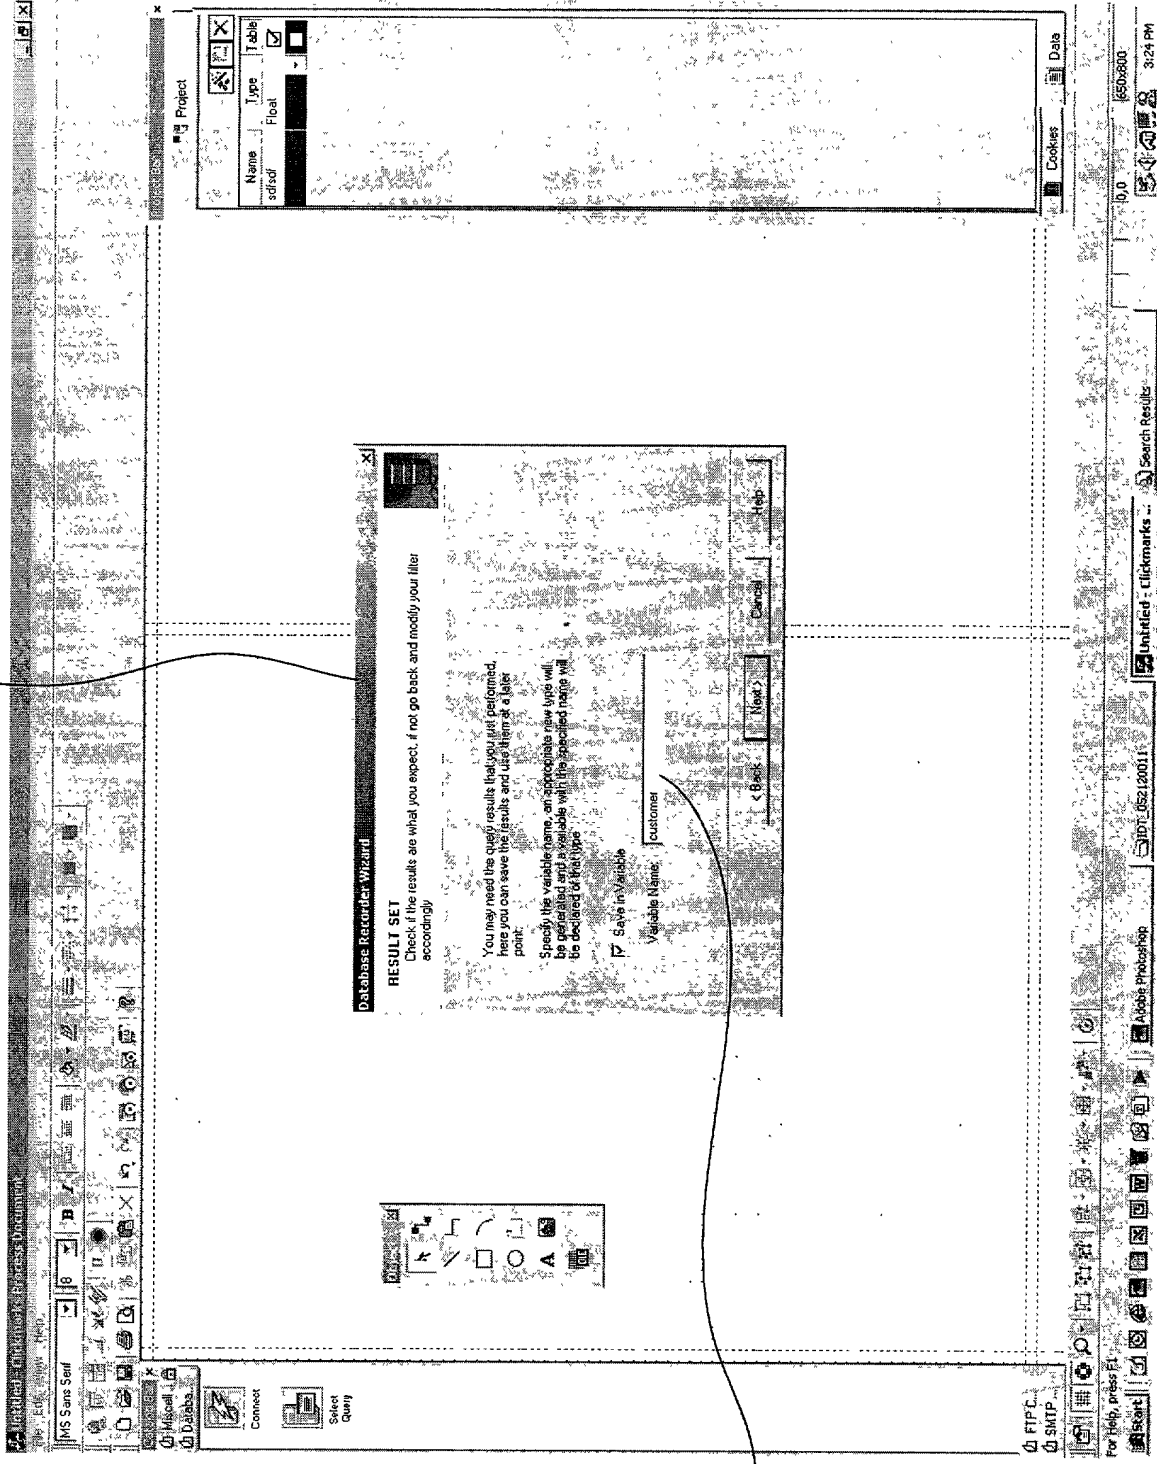 Untitled : Clickmarks Process Document
File Edit View Help
MS Sans Serif
8
B I
Miscell
Databa...
Connect
Select
Query
FTP C...
SMTP ...
A
Database Recorder Wizard
RESULT SET
Check if the results are what you expect, if not go back and modify your filter
accordingly
You may need the query results that you just performed,
here you can save the results and use them at a later
point.
Specify the variable name, an appropriate new type will
be generated and a variable with the specified name will
be declared of that type
Save in Variable
Variable Name:
customer
< Back
Next >
Cancel
Help
Project
Name Type Table
sdfsdf Float
Cookies
Data
For Help, press F1
0,0
650x800
Start
Adobe Photoshop
IDT_052120011
Untitled : Clickmarks ...
Search Results
3:24 PM